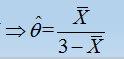 ⇒ θ̂ = X̄ / (3 − X̄)